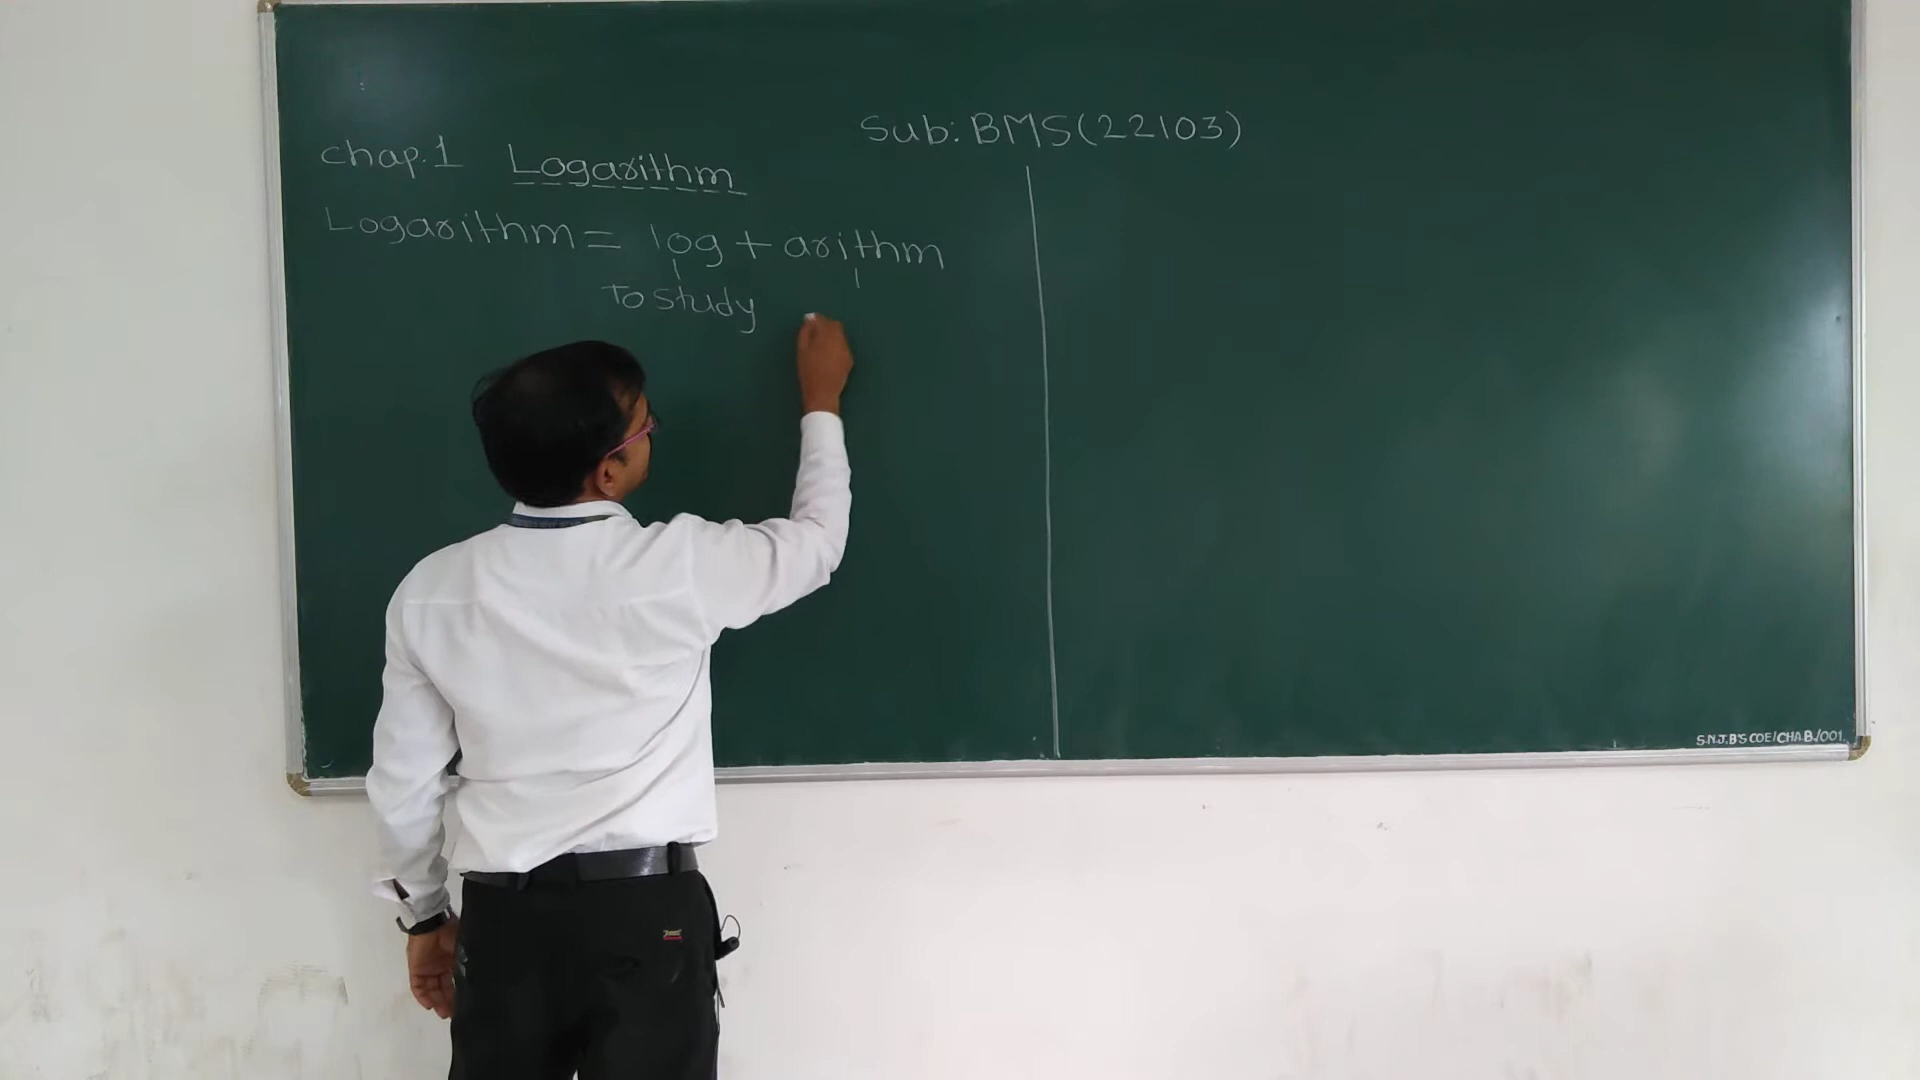 Sub: BMS(22103)
chap. 1 Logarithm
Logarithm = log + arithm
To study
S.N.J.B'S COE/CHA.B./001.